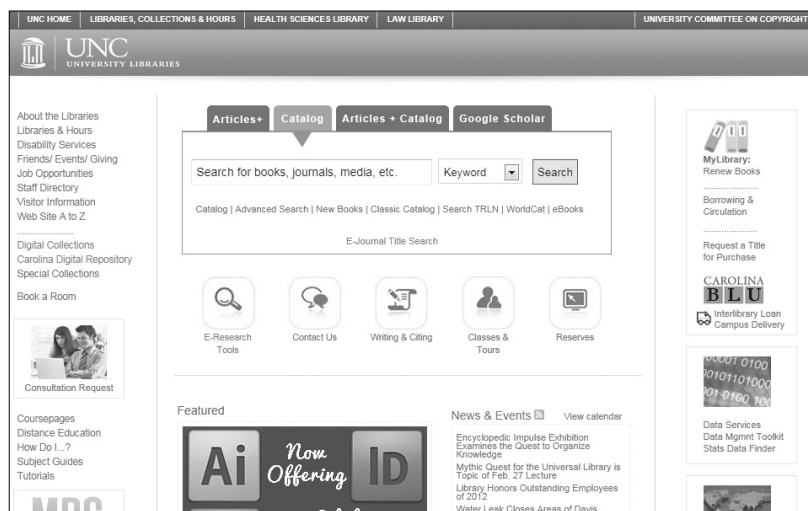 UNC HOME
LIBRARIES, COLLECTIONS & HOURS
HEALTH SCIENCES LIBRARY
LAW LIBRARY
UNIVERSITY COMMITTEE ON COPYRIGHT
UNC
UNIVERSITY LIBRARIES
About the Libraries
Libraries & Hours
Disability Services
Friends/ Events/ Giving
Job Opportunities
Staff Directory
Visitor Information
Web Site A to Z
Digital Collections
Carolina Digital Repository
Special Collections
Book a Room
Consultation Request
Coursepages
Distance Education
How Do I...?
Subject Guides
Tutorials
Articles+
Catalog
Articles + Catalog
Google Scholar
Search for books, journals, media, etc.
Keyword
Search
Catalog | Advanced Search | New Books | Classic Catalog | Search TRLN | WorldCat | eBooks
E-Journal Title Search
E-Research
Tools
Contact Us
Writing & Citing
Classes &
Tours
Reserves
Featured
Ai
Now
Offering
ID
News & Events
View calendar
Encyclopedic Impulse Exhibition
Examines the Quest to Organize
Knowledge
Mythic Quest for the Universal Library is
Topic of Feb. 27 Lecture
Library Honors Outstanding Employees
of 2012
Water Leak Closes Areas of Davis
MyLibrary:
Renew Books
Borrowing &
Circulation
Request a Title
for Purchase
CAROLINA
BLU
Interlibrary Loan
Campus Delivery
Data Services
Data Mgmnt Toolkit
Stats Data Finder